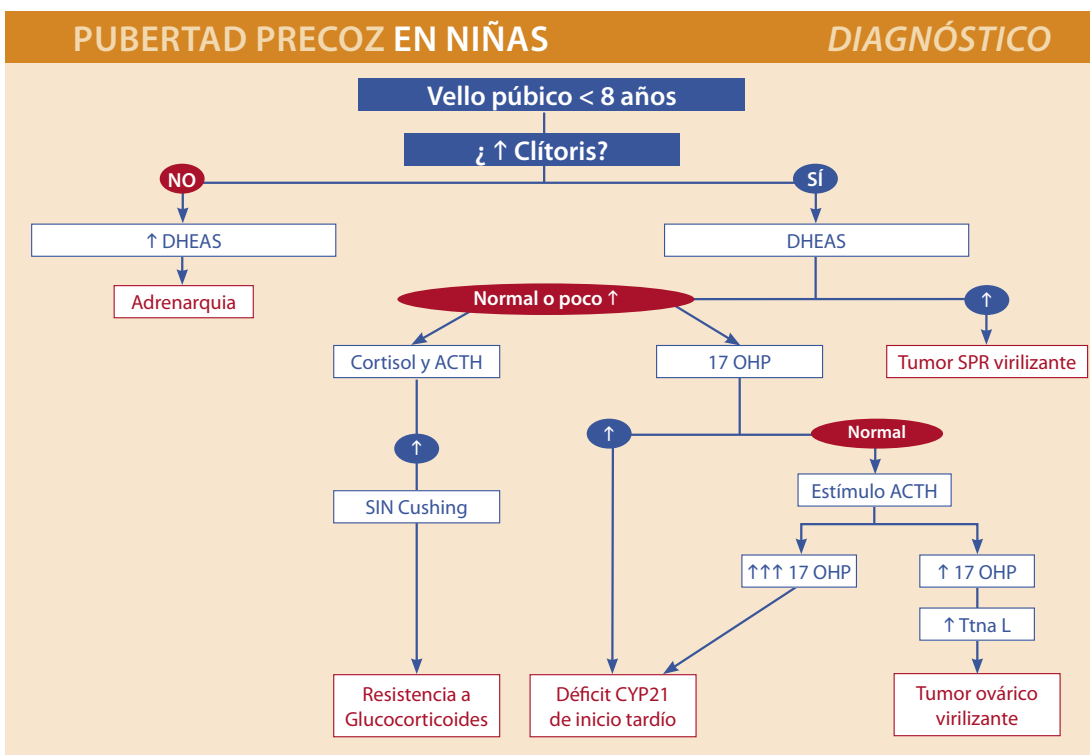 PUBERTAD PRECOZ EN NIÑAS
DIAGNÓSTICO
Vello púbico < 8 años
¿ ↑ Clítoris?
NO
SÍ
↑ DHEAS
DHEAS
Adrenarquia
Normal o poco ↑
↑
Cortisol y ACTH
17 OHP
Tumor SPR virilizante
↑
↑
Normal
SIN Cushing
Estímulo ACTH
↑↑↑ 17 OHP
↑ 17 OHP
↑ Ttna L
Resistencia a
Glucocorticoides
Déficit CYP21
de inicio tardío
Tumor ovárico
virilizante